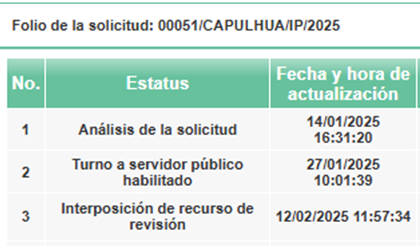 Folio de la solicitud: 00051/CAPULHUA/IP/2025
No. Estatus Fecha y hora de
actualización
1 Análisis de la solicitud 14/01/2025
16:31:20
2 Turno a servidor público
habilitado 27/01/2025
10:01:39
3 Interposición de recurso de
revisión 12/02/2025 11:57:34